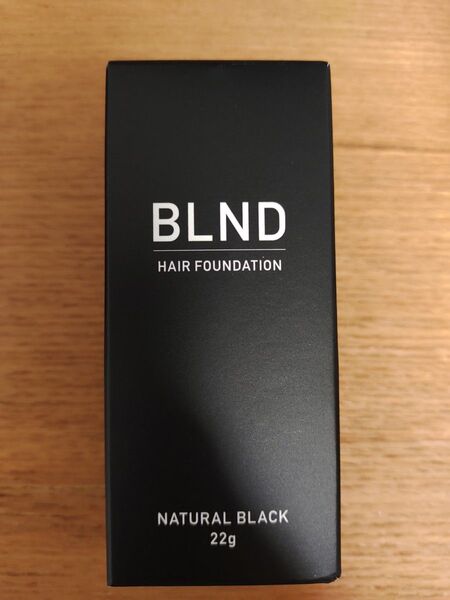 BLND
HAIR FOUNDATION
NATURAL BLACK
22g